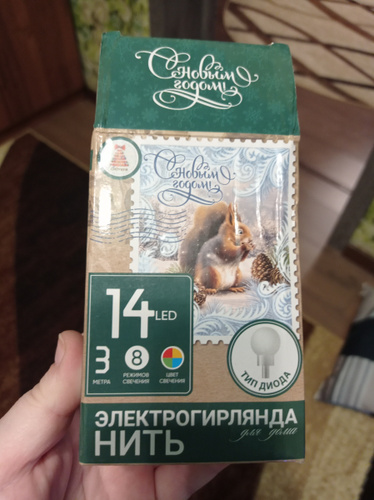 С Новым
годом!
С Новым
годом!
14 LED
3
МЕТРА
8
РЕЖИМОВ
СВЕЧЕНИЯ
ЦВЕТ
СВЕЧЕНИЯ
ТИП ДИОДА
ЭЛЕКТРОГИРЛЯНДА
НИТЬ
для дома